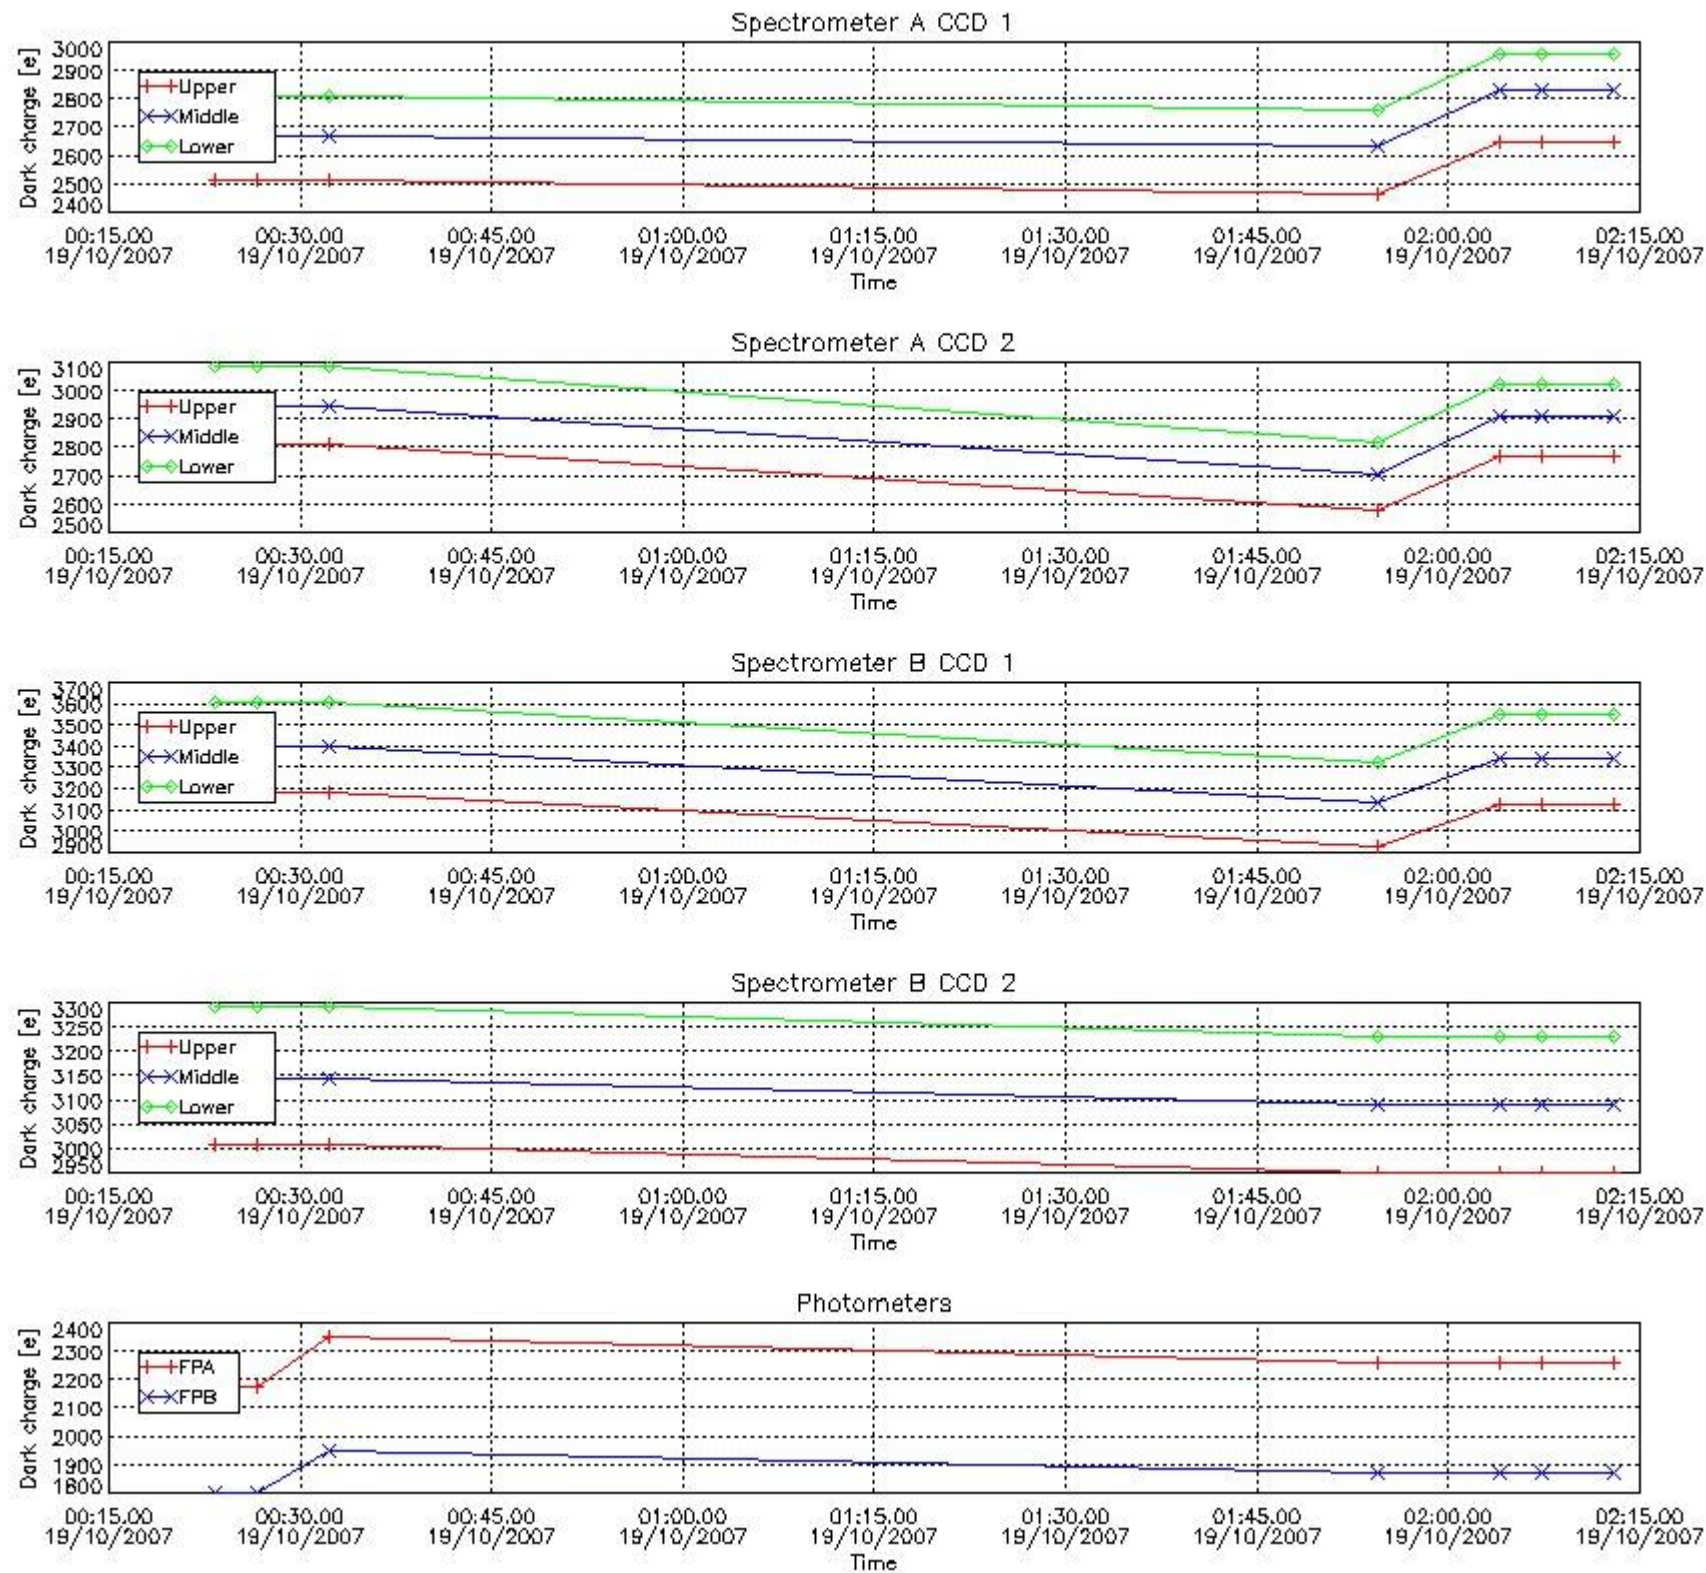 Spectrometer A CCD 1
Dark charge [e]
3000
2900
2800
2700
2600
2500
2400
Upper
Middle
Lower
00:15.00 00:30.00 00:45.00 01:00.00 01:15.00 01:30.00 01:45.00 02:00.00 02:15.00
19/10/2007 19/10/2007 19/10/2007 19/10/2007 19/10/2007 19/10/2007 19/10/2007 19/10/2007 19/10/2007
Time
Spectrometer A CCD 2
Dark charge [e]
3100
3000
2900
2800
2700
2600
2500
Upper
Middle
Lower
00:15.00 00:30.00 00:45.00 01:00.00 01:15.00 01:30.00 01:45.00 02:00.00 02:15.00
19/10/2007 19/10/2007 19/10/2007 19/10/2007 19/10/2007 19/10/2007 19/10/2007 19/10/2007 19/10/2007
Time
Spectrometer B CCD 1
Dark charge [e]
3700
3600
3500
3400
3300
3200
3100
3000
2900
Upper
Middle
Lower
00:15.00 00:30.00 00:45.00 01:00.00 01:15.00 01:30.00 01:45.00 02:00.00 02:15.00
19/10/2007 19/10/2007 19/10/2007 19/10/2007 19/10/2007 19/10/2007 19/10/2007 19/10/2007 19/10/2007
Time
Spectrometer B CCD 2
Dark charge [e]
3300
3250
3200
3150
3100
3050
3000
2950
Upper
Middle
Lower
00:15.00 00:30.00 00:45.00 01:00.00 01:15.00 01:30.00 01:45.00 02:00.00 02:15.00
19/10/2007 19/10/2007 19/10/2007 19/10/2007 19/10/2007 19/10/2007 19/10/2007 19/10/2007 19/10/2007
Time
Photometers
Dark charge [e]
2400
2300
2200
2100
2000
1900
1800
FPA
FPB
00:15.00 00:30.00 00:45.00 01:00.00 01:15.00 01:30.00 01:45.00 02:00.00 02:15.00
19/10/2007 19/10/2007 19/10/2007 19/10/2007 19/10/2007 19/10/2007 19/10/2007 19/10/2007 19/10/2007
Time